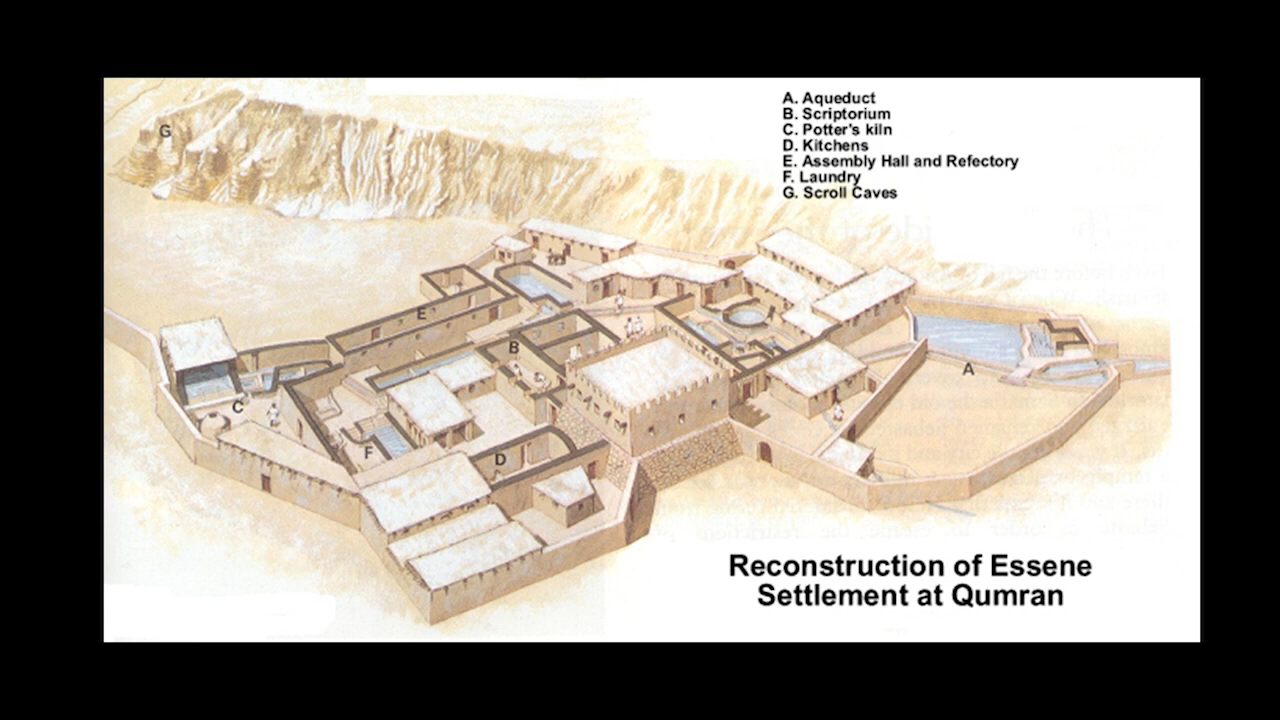 A. Aqueduct
B. Scriptorium
C. Potter's kiln
D. Kitchens
E. Assembly Hall and Refectory
F. Laundry
G. Scroll Caves
G
E
B
A
C
F
D
Reconstruction of Essene
Settlement at Qumran